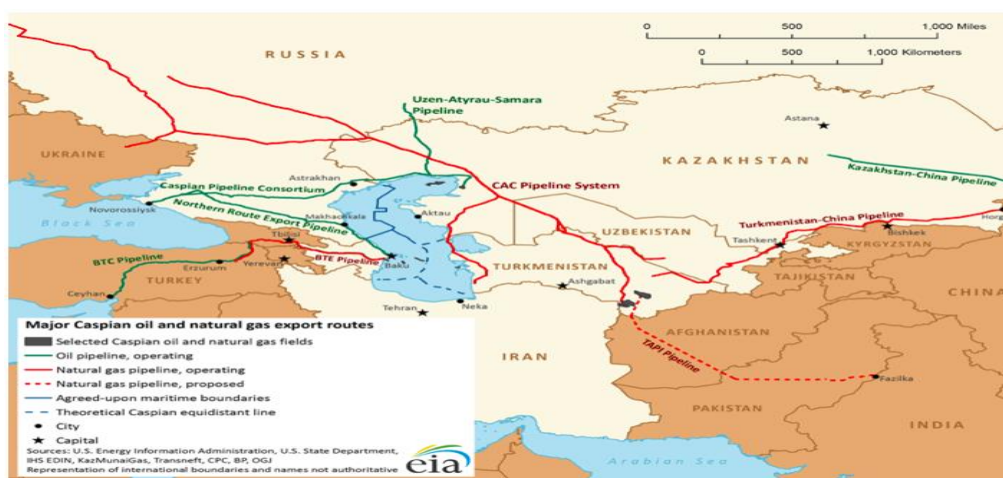 0 500 1,000 Miles
0 500 1,000 Kilometers
RUSSIA
Uzen-Atyrau-Samara
Pipeline
Astana
UKRAINE
KAZAKHSTAN
Kazakhstan-China Pipeline
Astrakhan
Caspian Pipeline Consortium
CAC Pipeline System
Novorossiysk
Northern Route Export Pipeline
Makhachkala
Aktau
Black Sea
Turkmenistan-China Pipeline
UZBEKISTAN
Bishkek
Tbilisi
Tashkent
KYRGYZSTAN
BTC Pipeline
Erzurum
Yerevan
BTE Pipeline
Baku
TURKMENISTAN
TURKEY
TAJIKISTAN
Ashgabat
CHINA
Ceyhan
Tehran
Neka
AFGHANISTAN
IRAN
TAPI Pipeline
Fazilka
PAKISTAN
INDIA
Arabian Sea
Major Caspian oil and natural gas export routes
Selected Caspian oil and natural gas fields
Oil pipeline, operating
Natural gas pipeline, operating
Natural gas pipeline, proposed
Agreed-upon maritime boundaries
Theoretical Caspian equidistant line
City
Capital
Sources: U.S. Energy Information Administration, U.S. State Department,
IHS EDIN, KazMunaiGas, Transneft, CPC, BP, OGJ
Representation of international boundaries and names not authoritative
eia